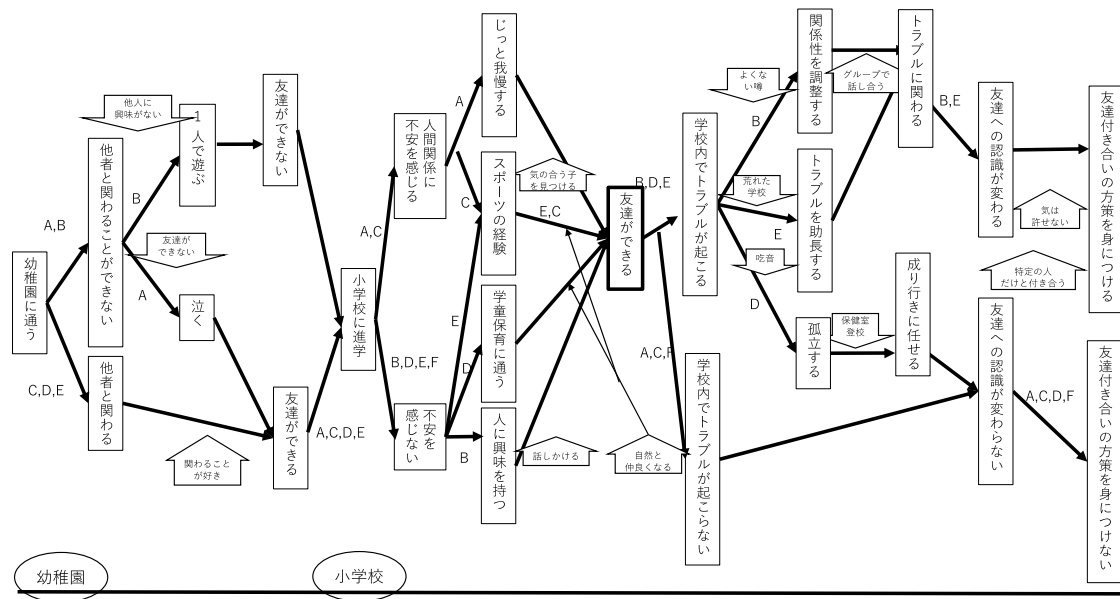 幼稚園に通う
A,B
C,D,E
他者と関わることができない
他者と関わる
他人に
興味がない
B
友達が
できない
A
1
人で遊ぶ
泣く
関わること
が好き
友達ができない
友達ができる
A,C,D,E
小学校に進学
A,C
B,D,E,F
人間関係に
不安を感じる
不安を
感じない
A
C
E
D
B
じっと我慢する
スポーツの経験
学童保育に通う
人に興味を持つ
気の合う子
を見つける
E,C
話しかける
自然と
仲良くなる
友達ができる
B,D,E
A,C,F
学校内でトラブルが起こる
学校内でトラブルが起こらない
よくな
い噂
B
荒れた
学校
E
吃音
D
関係性を調整する
トラブルを助長する
孤立する
グループで
話し合う
保健室
登校
トラブルに関わる
成り行きに任せる
B,E
友達への認識が変わる
友達への認識が変わらない
気は
許せない
特定の人
だけと付き合う
A,C,D,F
友達付き合いの方策を身につける
友達付き合いの方策を身につけない
幼稚園
小学校